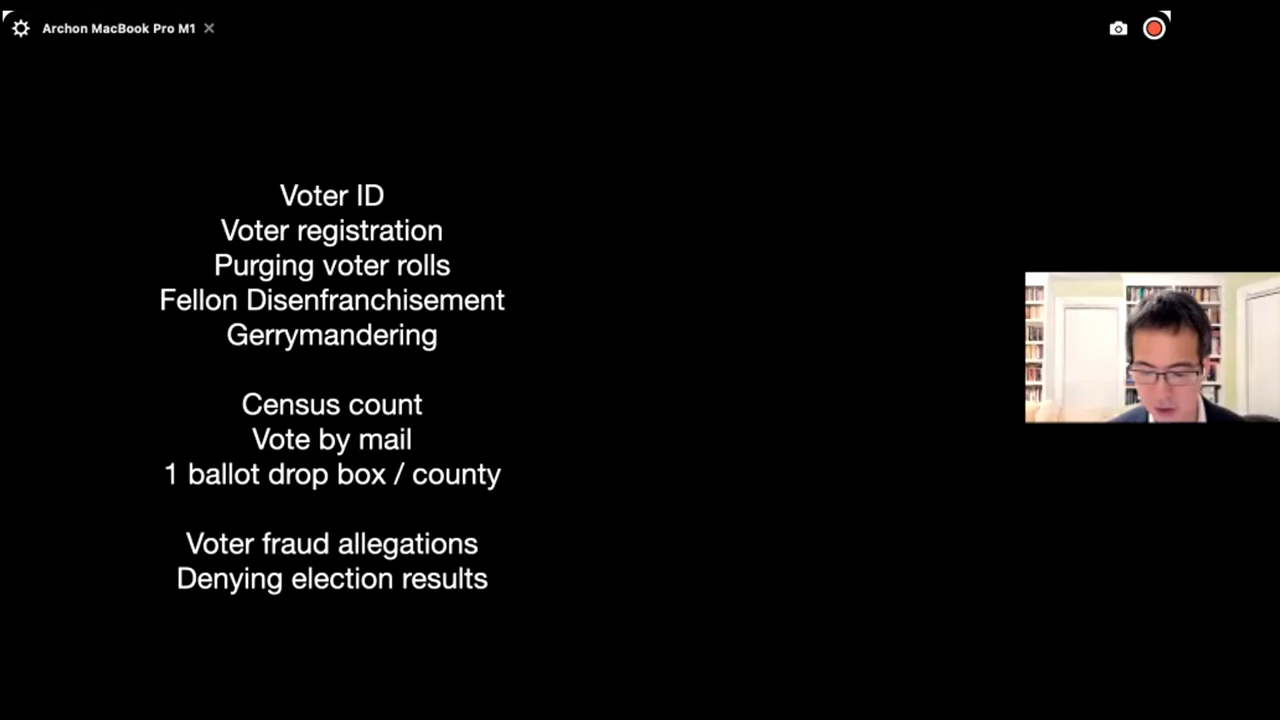 Archon MacBook Pro M1
Voter ID
Voter registration
Purging voter rolls
Fellon Disenfranchisement
Gerrymandering
Census count
Vote by mail
1 ballot drop box / county
Voter fraud allegations
Denying election results